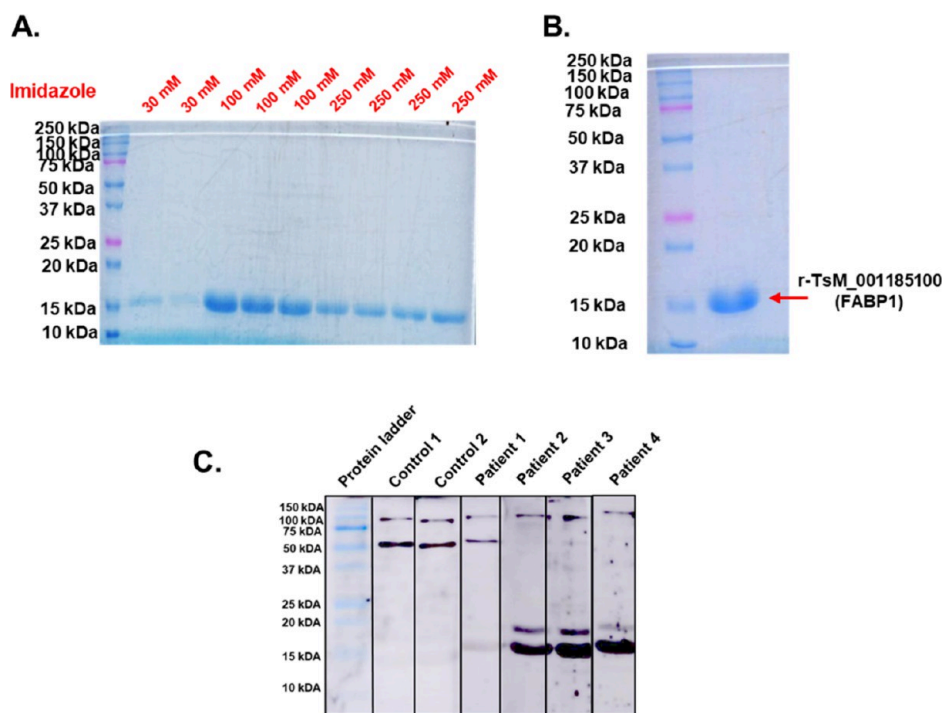 A.
Imidazole
30 mM
30 mM
100 mM
100 mM
100 mM
250 mM
250 mM
250 mM
250 mM
250 kDa
150 kDa
100 kDa
75 kDa
50 kDa
37 kDa
25 kDa
20 kDa
15 kDa
10 kDa
B.
250 kDa
150 kDa
100 kDa
75 kDa
50 kDa
37 kDa
25 kDa
20 kDa
15 kDa
10 kDa
r-TsM_001185100
(FABP1)
C.
Protein ladder
Control 1
Control 2
Patient 1
Patient 2
Patient 3
Patient 4
150 kDA
100 kDA
75 kDA
50 kDA
37 kDA
25 kDA
20 kDA
15 kDA
10 kDA